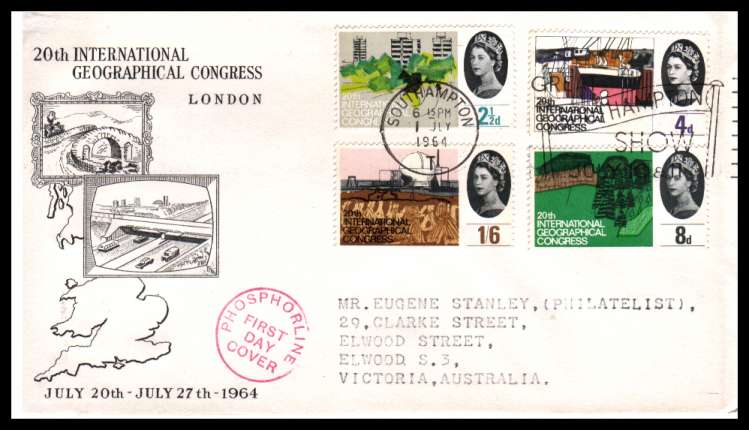 20th INTERNATIONAL
GEOGRAPHICAL CONGRESS
LONDON
20th
INTERNATIONAL
GEOGRAPHICAL
CONGRESS
2½d
20th
INTERNATIONAL
GEOGRAPHICAL
CONGRESS
4d
SOUTHAMPTON
6 15PM
1 JLY
1964
SHOW
20th
INTERNATIONAL
GEOGRAPHICAL
CONGRESS
1/6
20th
INTERNATIONAL
GEOGRAPHICAL
CONGRESS
8d
PHOSPHORLINE
FIRST
DAY
COVER
MR.EUGENE STANLEY,(PHILATELIST),
29,CLARKE STREET,
ELWOOD STREET,
ELWOOD S.3,
VICTORIA,AUSTRALIA.
JULY 20th - JULY 27th - 1964